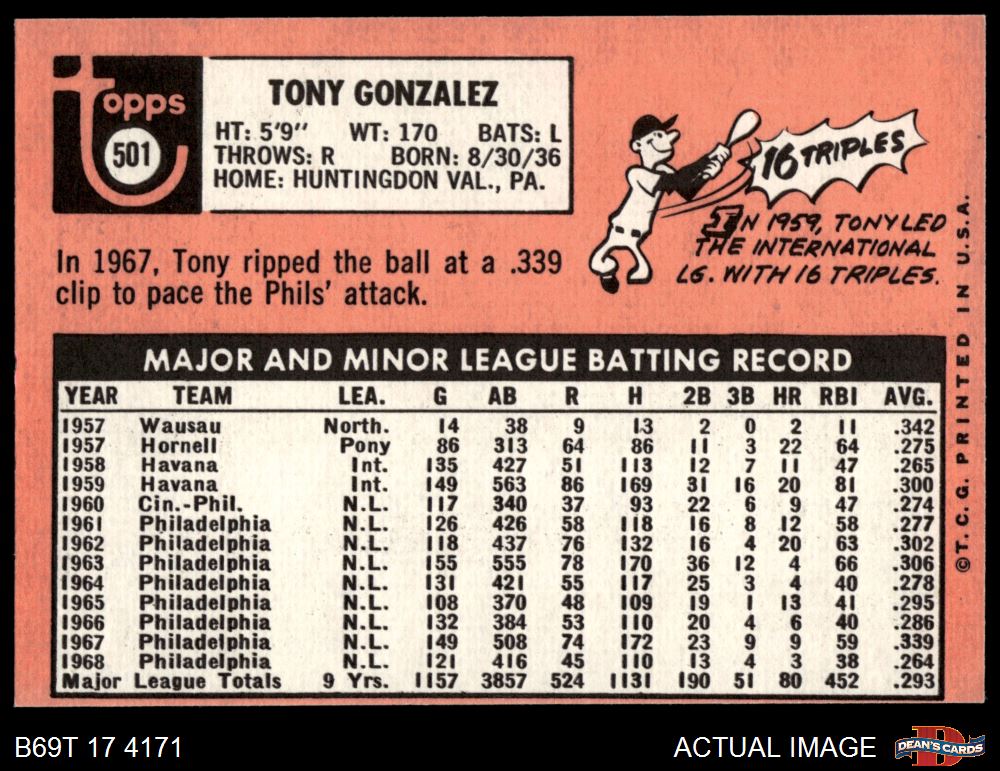 Topps
501
TONY GONZALEZ
HT: 5'9" WT: 170 BATS: L
THROWS: R BORN: 8/30/36
HOME: HUNTINGDON VAL., PA.
16 TRIPLES
IN 1959, TONY LED
THE INTERNATIONAL
LG. WITH 16 TRIPLES.
In 1967, Tony ripped the ball at a .339
clip to pace the Phils' attack.
MAJOR AND MINOR LEAGUE BATTING RECORD
YEAR TEAM LEA. G AB R H 2B 3B HR RBI AVG.
1957 Wausau North. 14 38 9 13 2 0 2 11 .342
1957 Hornell Pony 86 313 64 86 11 3 22 64 .275
1958 Havana Int. 135 427 51 113 12 7 11 47 .265
1959 Havana Int. 149 563 86 169 31 16 20 81 .300
1960 Cin.-Phil. N.L. 117 340 37 93 22 6 9 47 .274
1961 Philadelphia N.L. 126 426 58 118 16 8 12 58 .277
1962 Philadelphia N.L. 118 437 76 132 16 4 20 63 .302
1963 Philadelphia N.L. 155 555 78 170 36 12 4 66 .306
1964 Philadelphia N.L. 131 421 55 117 25 3 4 40 .278
1965 Philadelphia N.L. 108 370 48 109 19 1 13 41 .295
1966 Philadelphia N.L. 132 384 53 110 20 4 6 40 .286
1967 Philadelphia N.L. 149 508 74 172 23 9 9 59 .339
1968 Philadelphia N.L. 121 416 45 110 13 4 3 38 .264
Major League Totals 9 Yrs. 1157 3857 524 1131 190 51 80 452 .293
© T. C. G. PRINTED IN U.S.A.
B69T 17 4171
ACTUAL IMAGE
D
DEAN'S CARDS